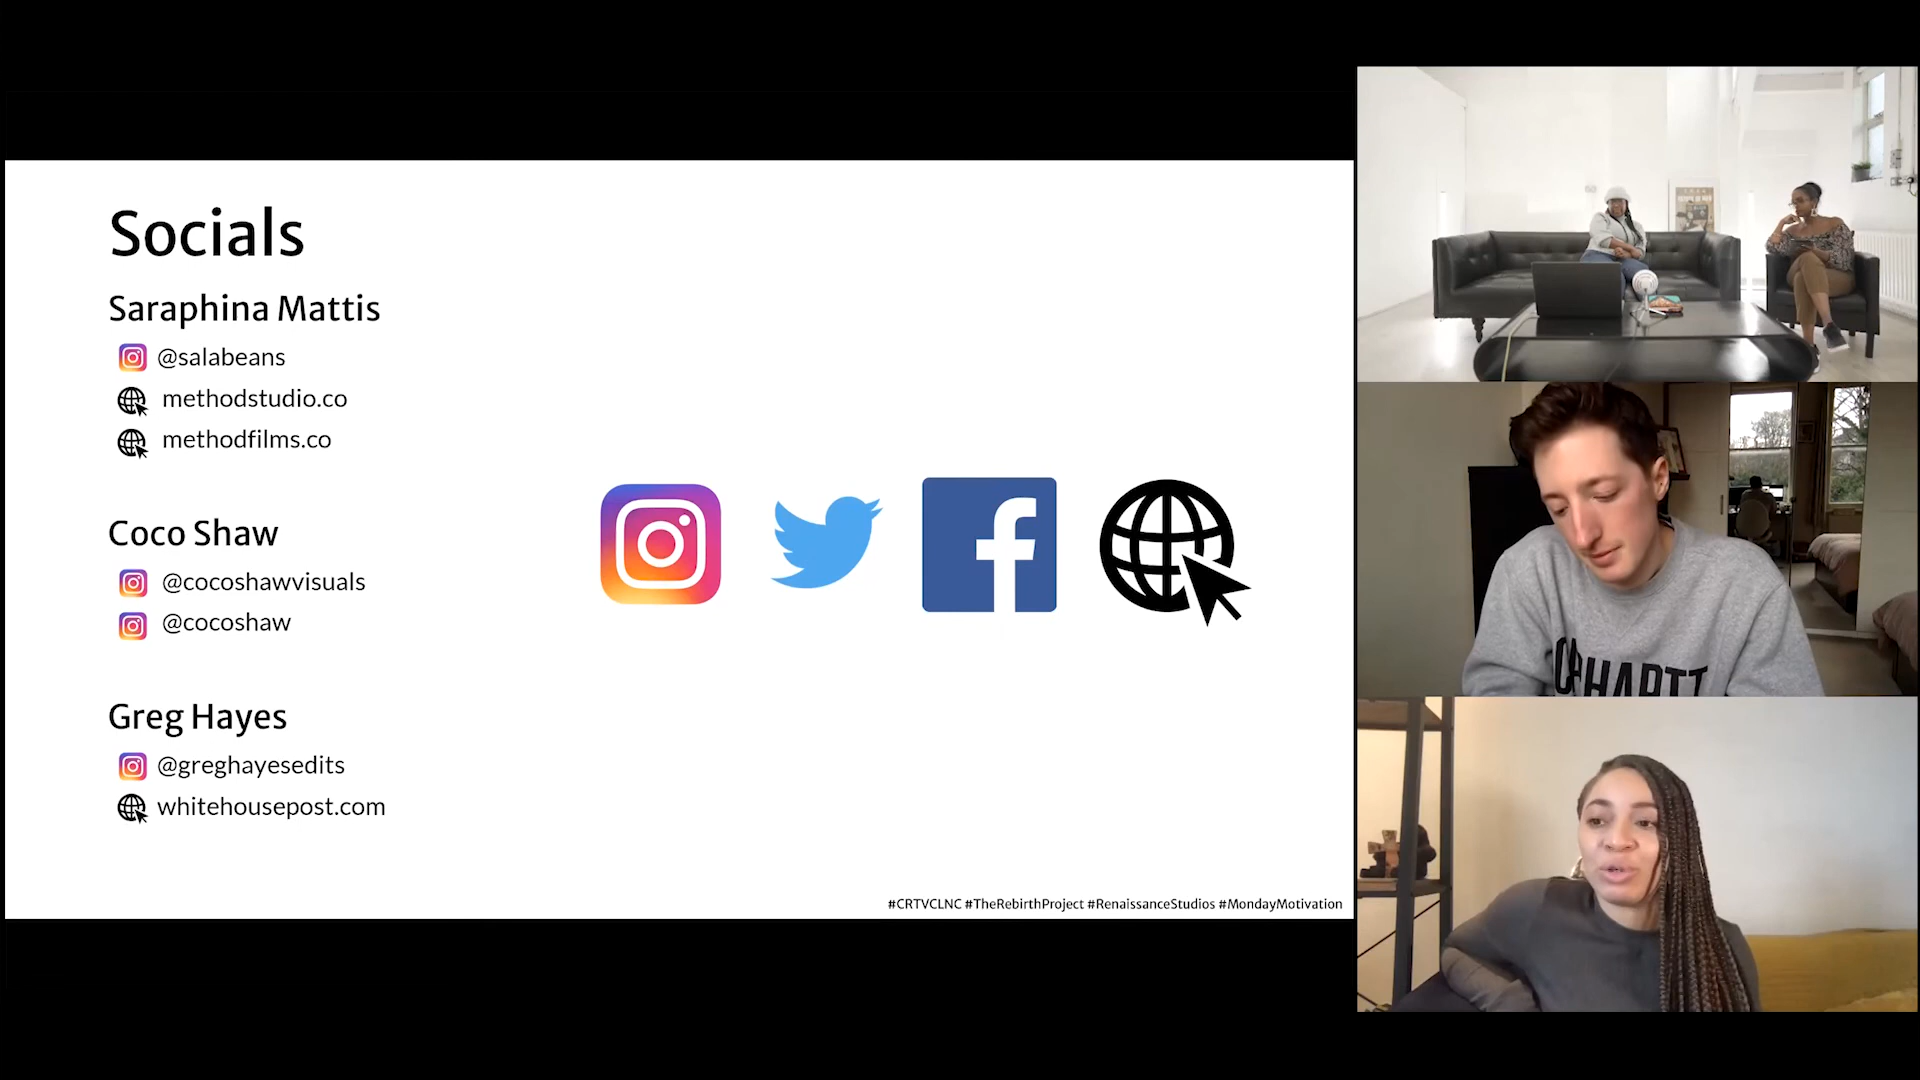 Socials
Saraphina Mattis
@salabeans
methodstudio.co
methodfilms.co
Coco Shaw
@cocoshawvisuals
@cocoshaw
Greg Hayes
@greghayesedits
whitehousepost.com
#CRTVCLNC #TheRebirthProject #RenaissanceStudios #MondayMotivation
CARHARTT